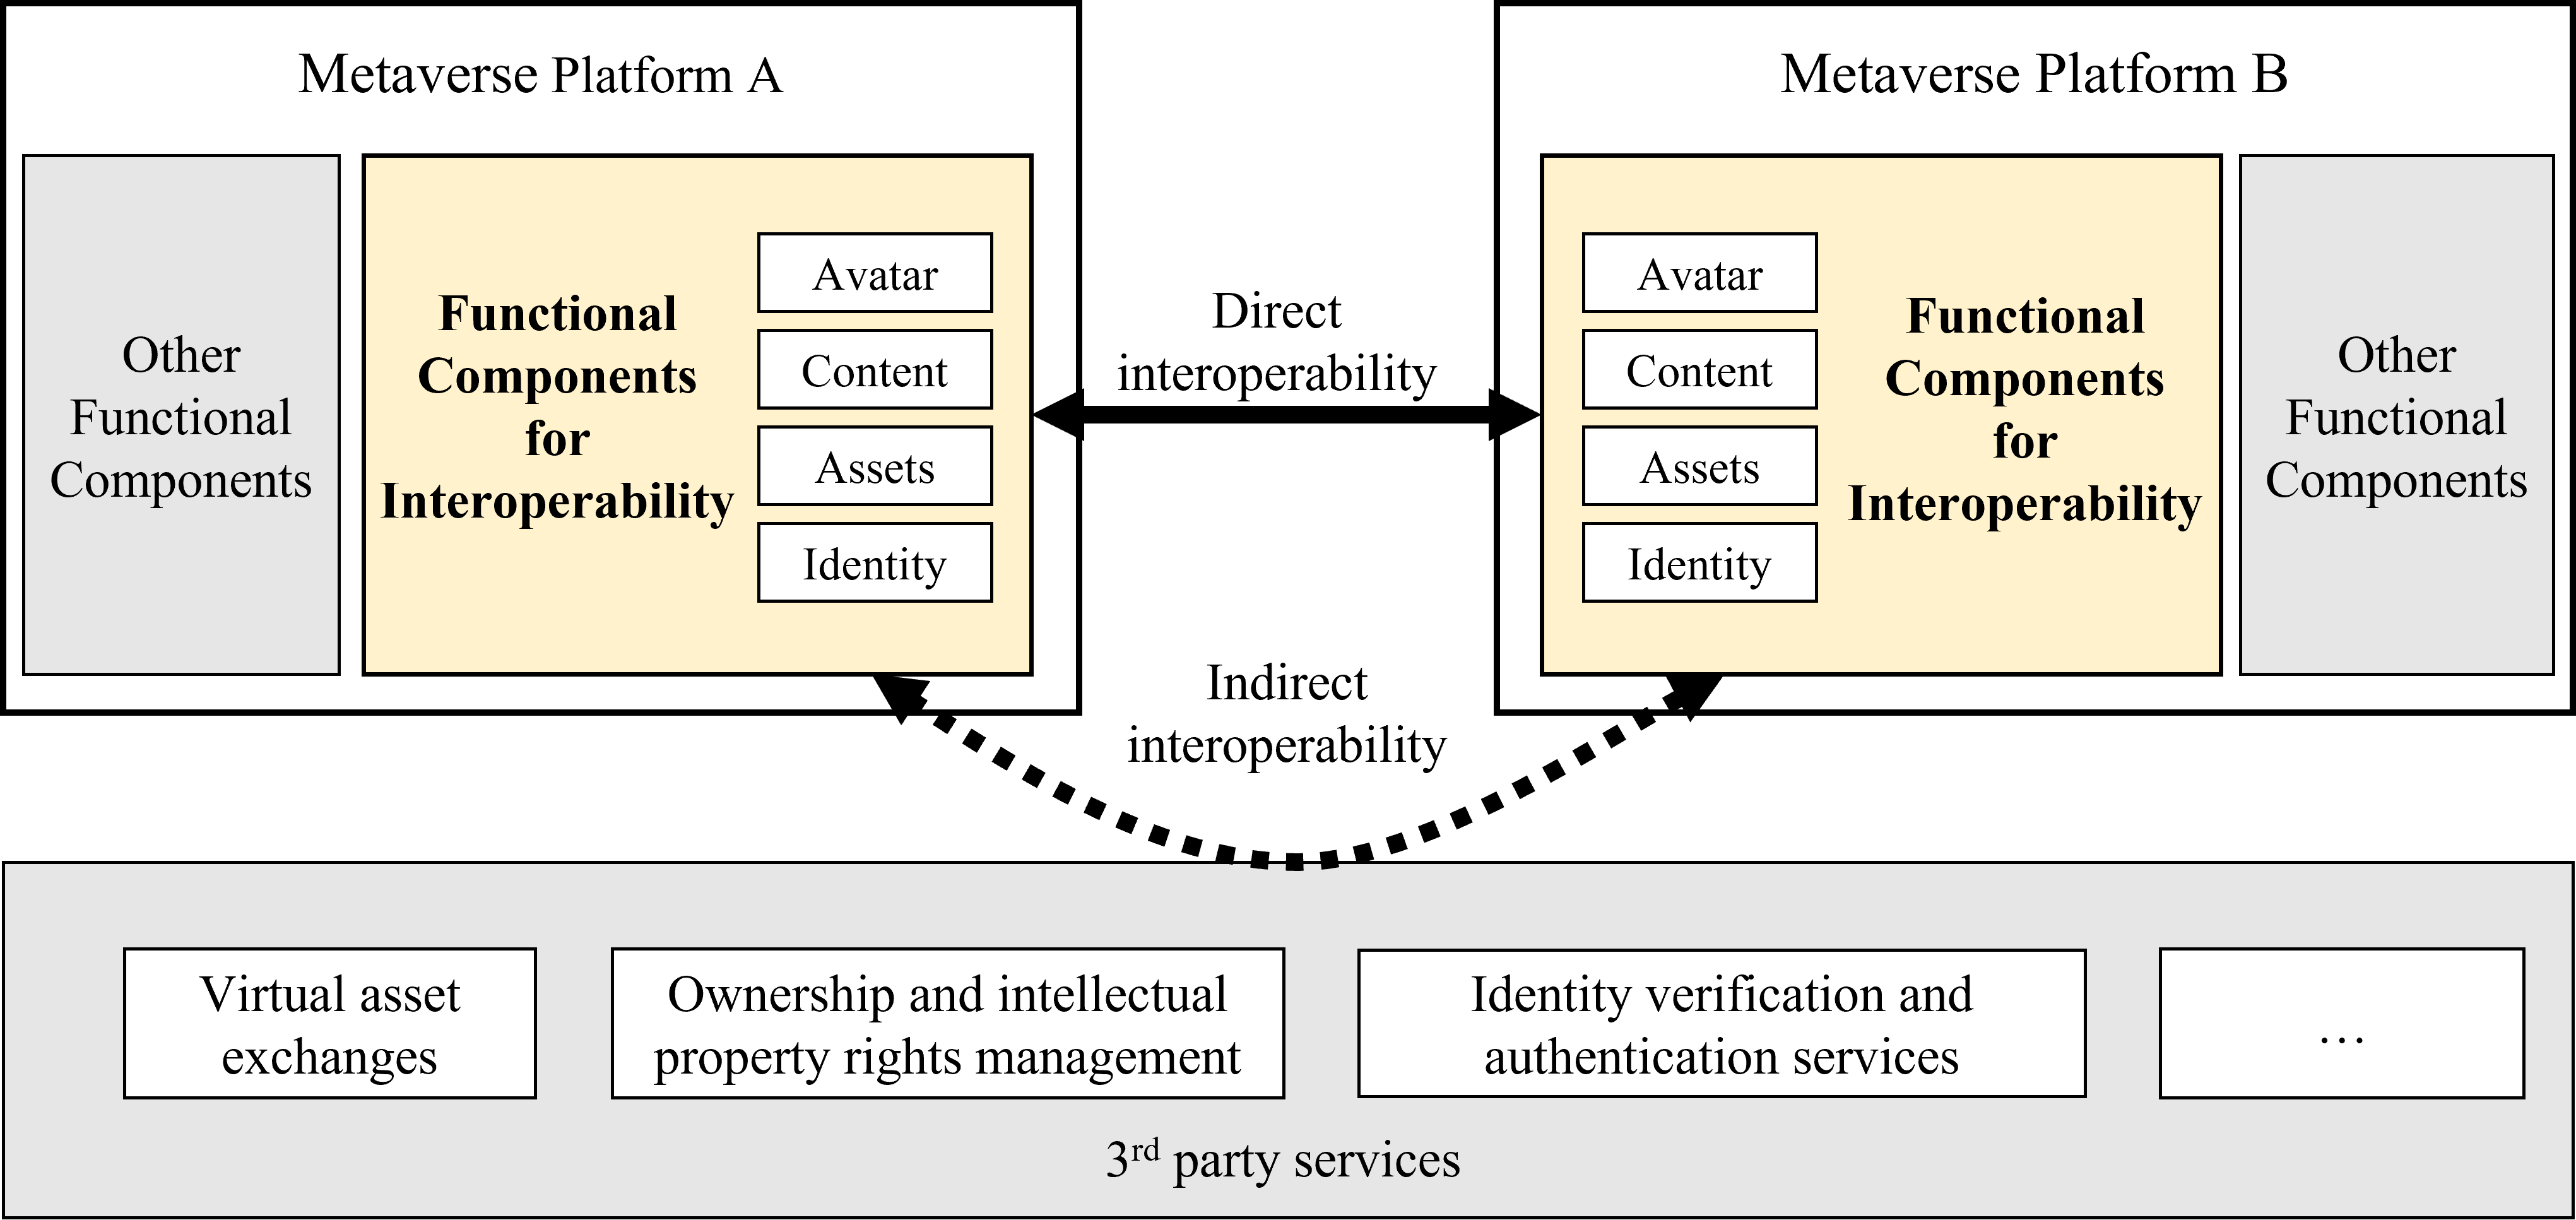 Metaverse Platform A
Other
Functional
Components
Functional
Components
for
Interoperability
Avatar
Content
Assets
Identity
Direct
interoperability
Indirect
interoperability
Metaverse Platform B
Avatar
Content
Assets
Identity
Functional
Components
for
Interoperability
Other
Functional
Components
Virtual asset
exchanges
Ownership and intellectual
property rights management
Identity verification and
authentication services
…
3rd party services